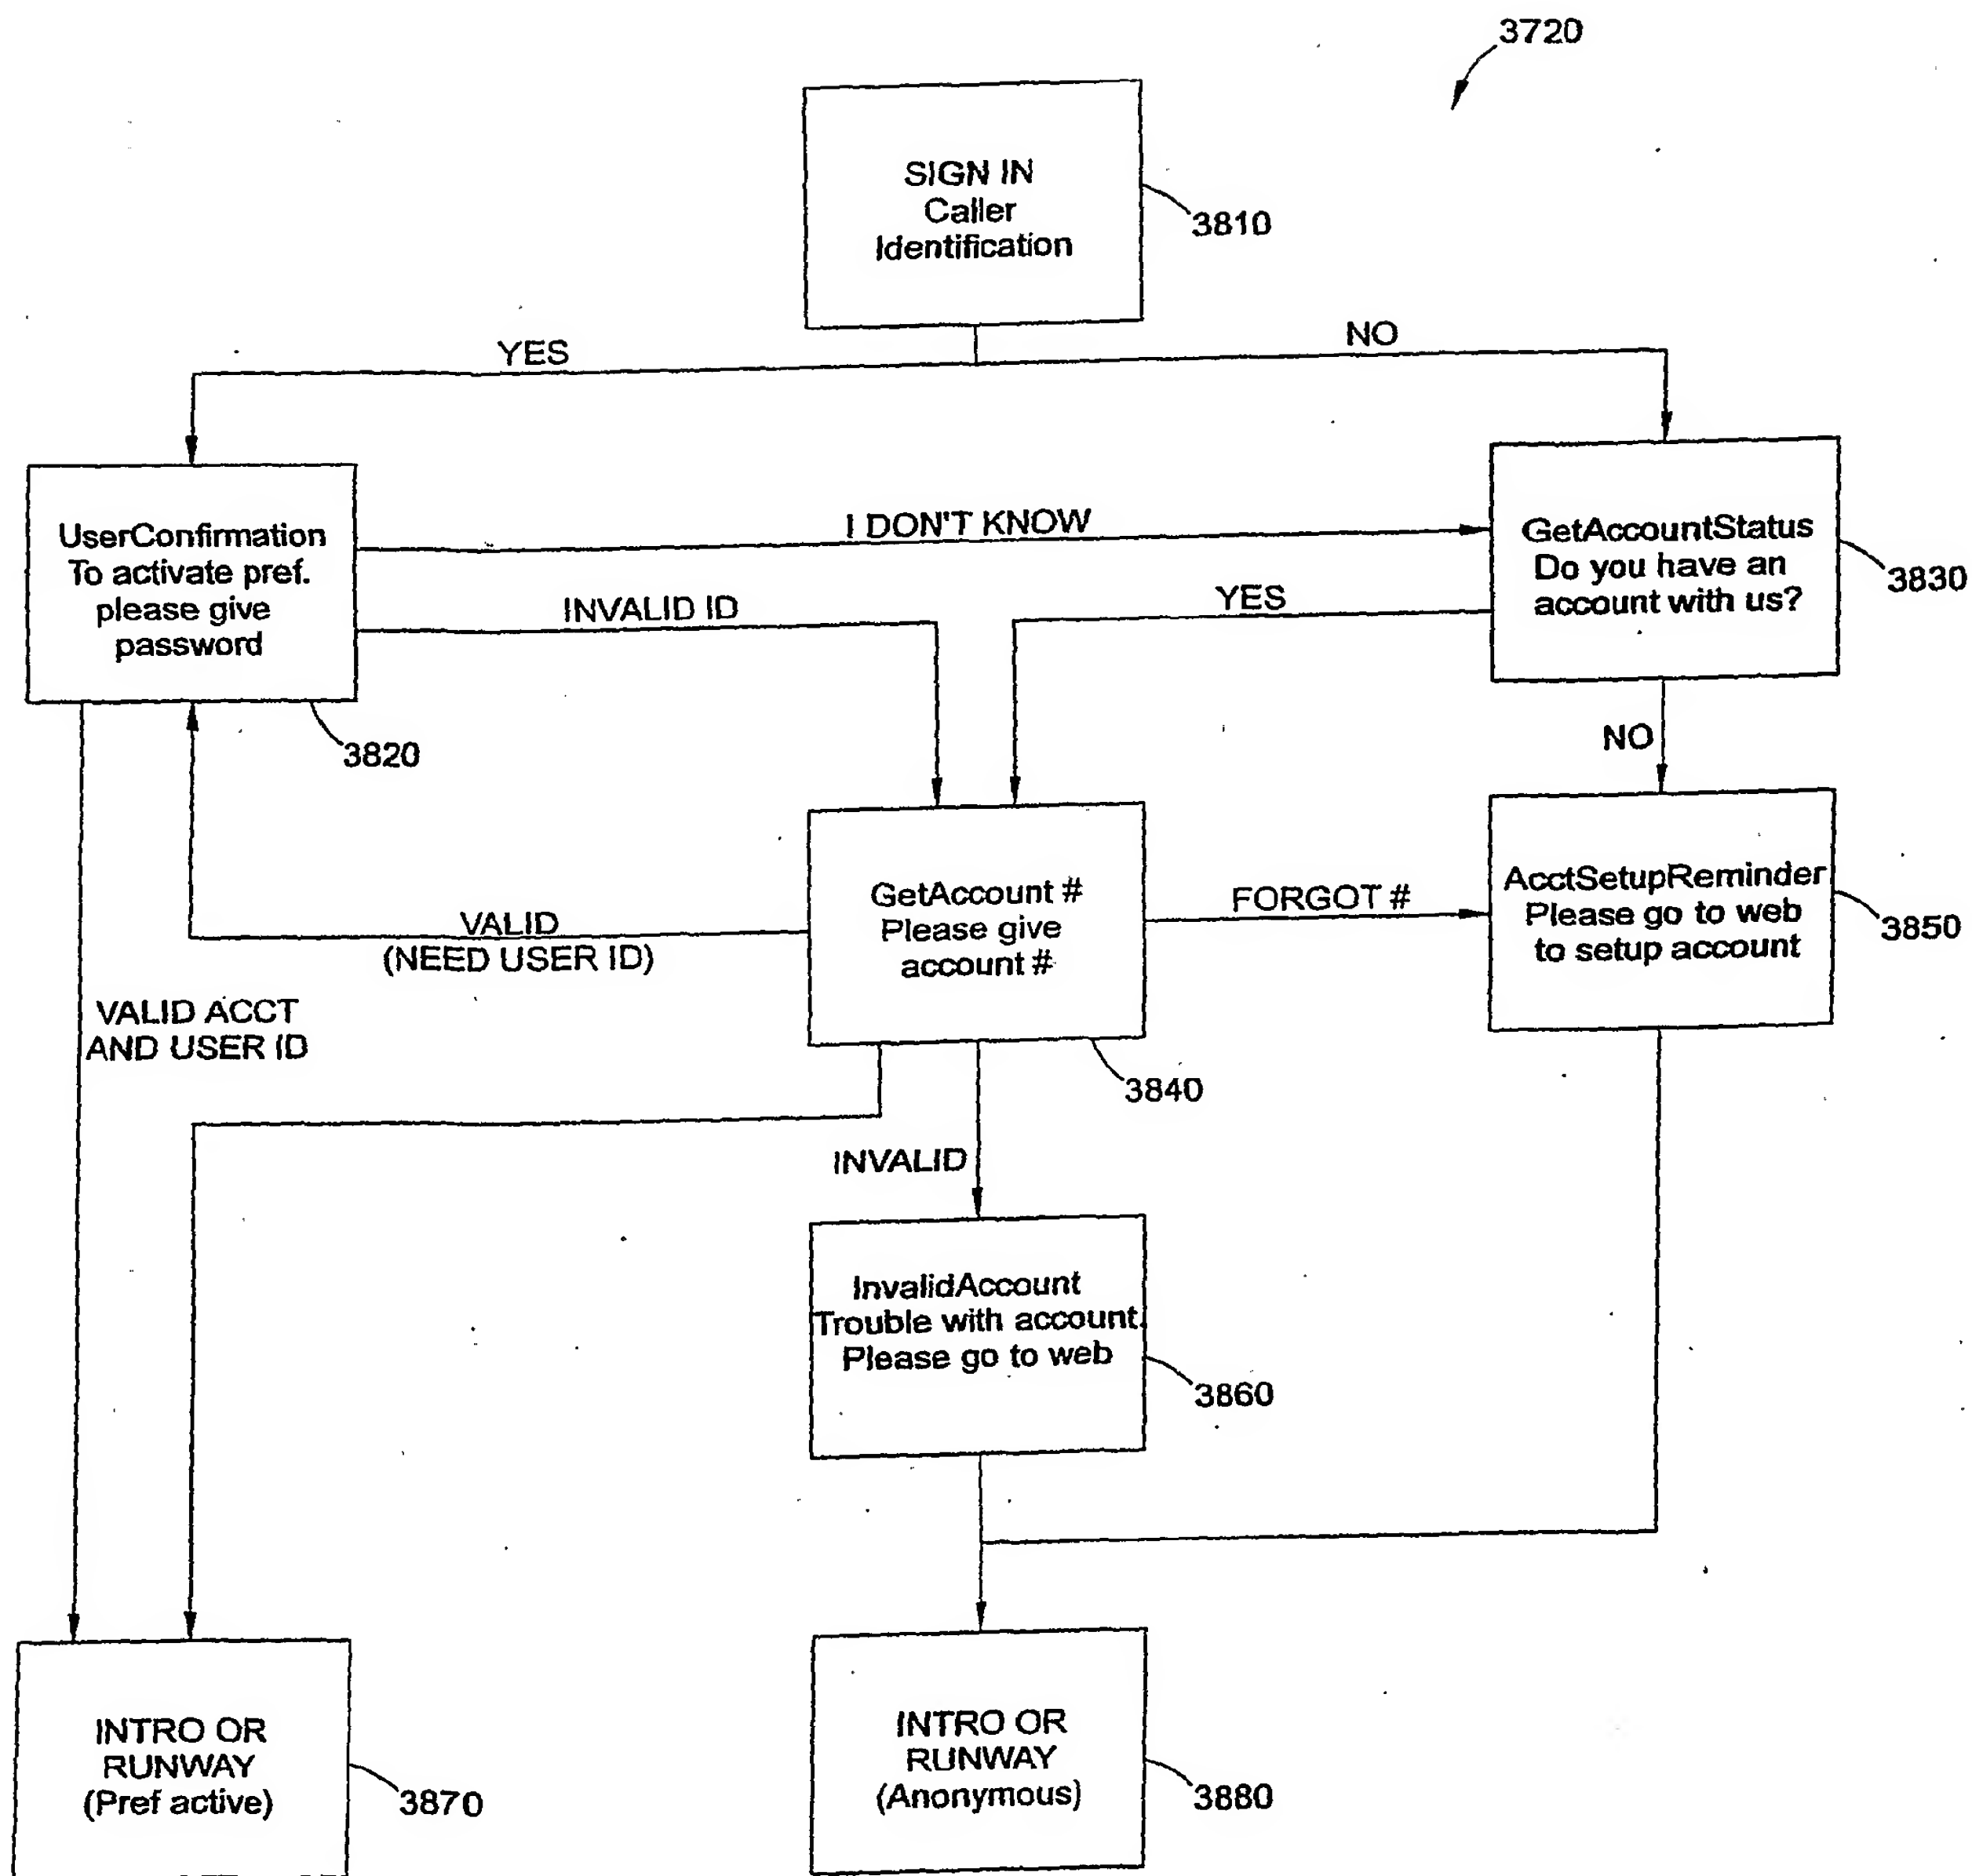 3720
SIGN IN
Caller
Identification
3810
YES
NO
UserConfirmation
To activate pref.
please give
password
3820
I DON'T KNOW
INVALID ID
YES
GetAccountStatus
Do you have an
account with us?
3830
NO
VALID
(NEED USER ID)
GetAccount #
Please give
account #
3840
FORGOT #
AcctSetupReminder
Please go to web
to setup account
3850
VALID ACCT
AND USER ID
INVALID
InvalidAccount
Trouble with account.
Please go to web
3860
INTRO OR
RUNWAY
(Pref active)
3870
INTRO OR
RUNWAY
(Anonymous)
3880